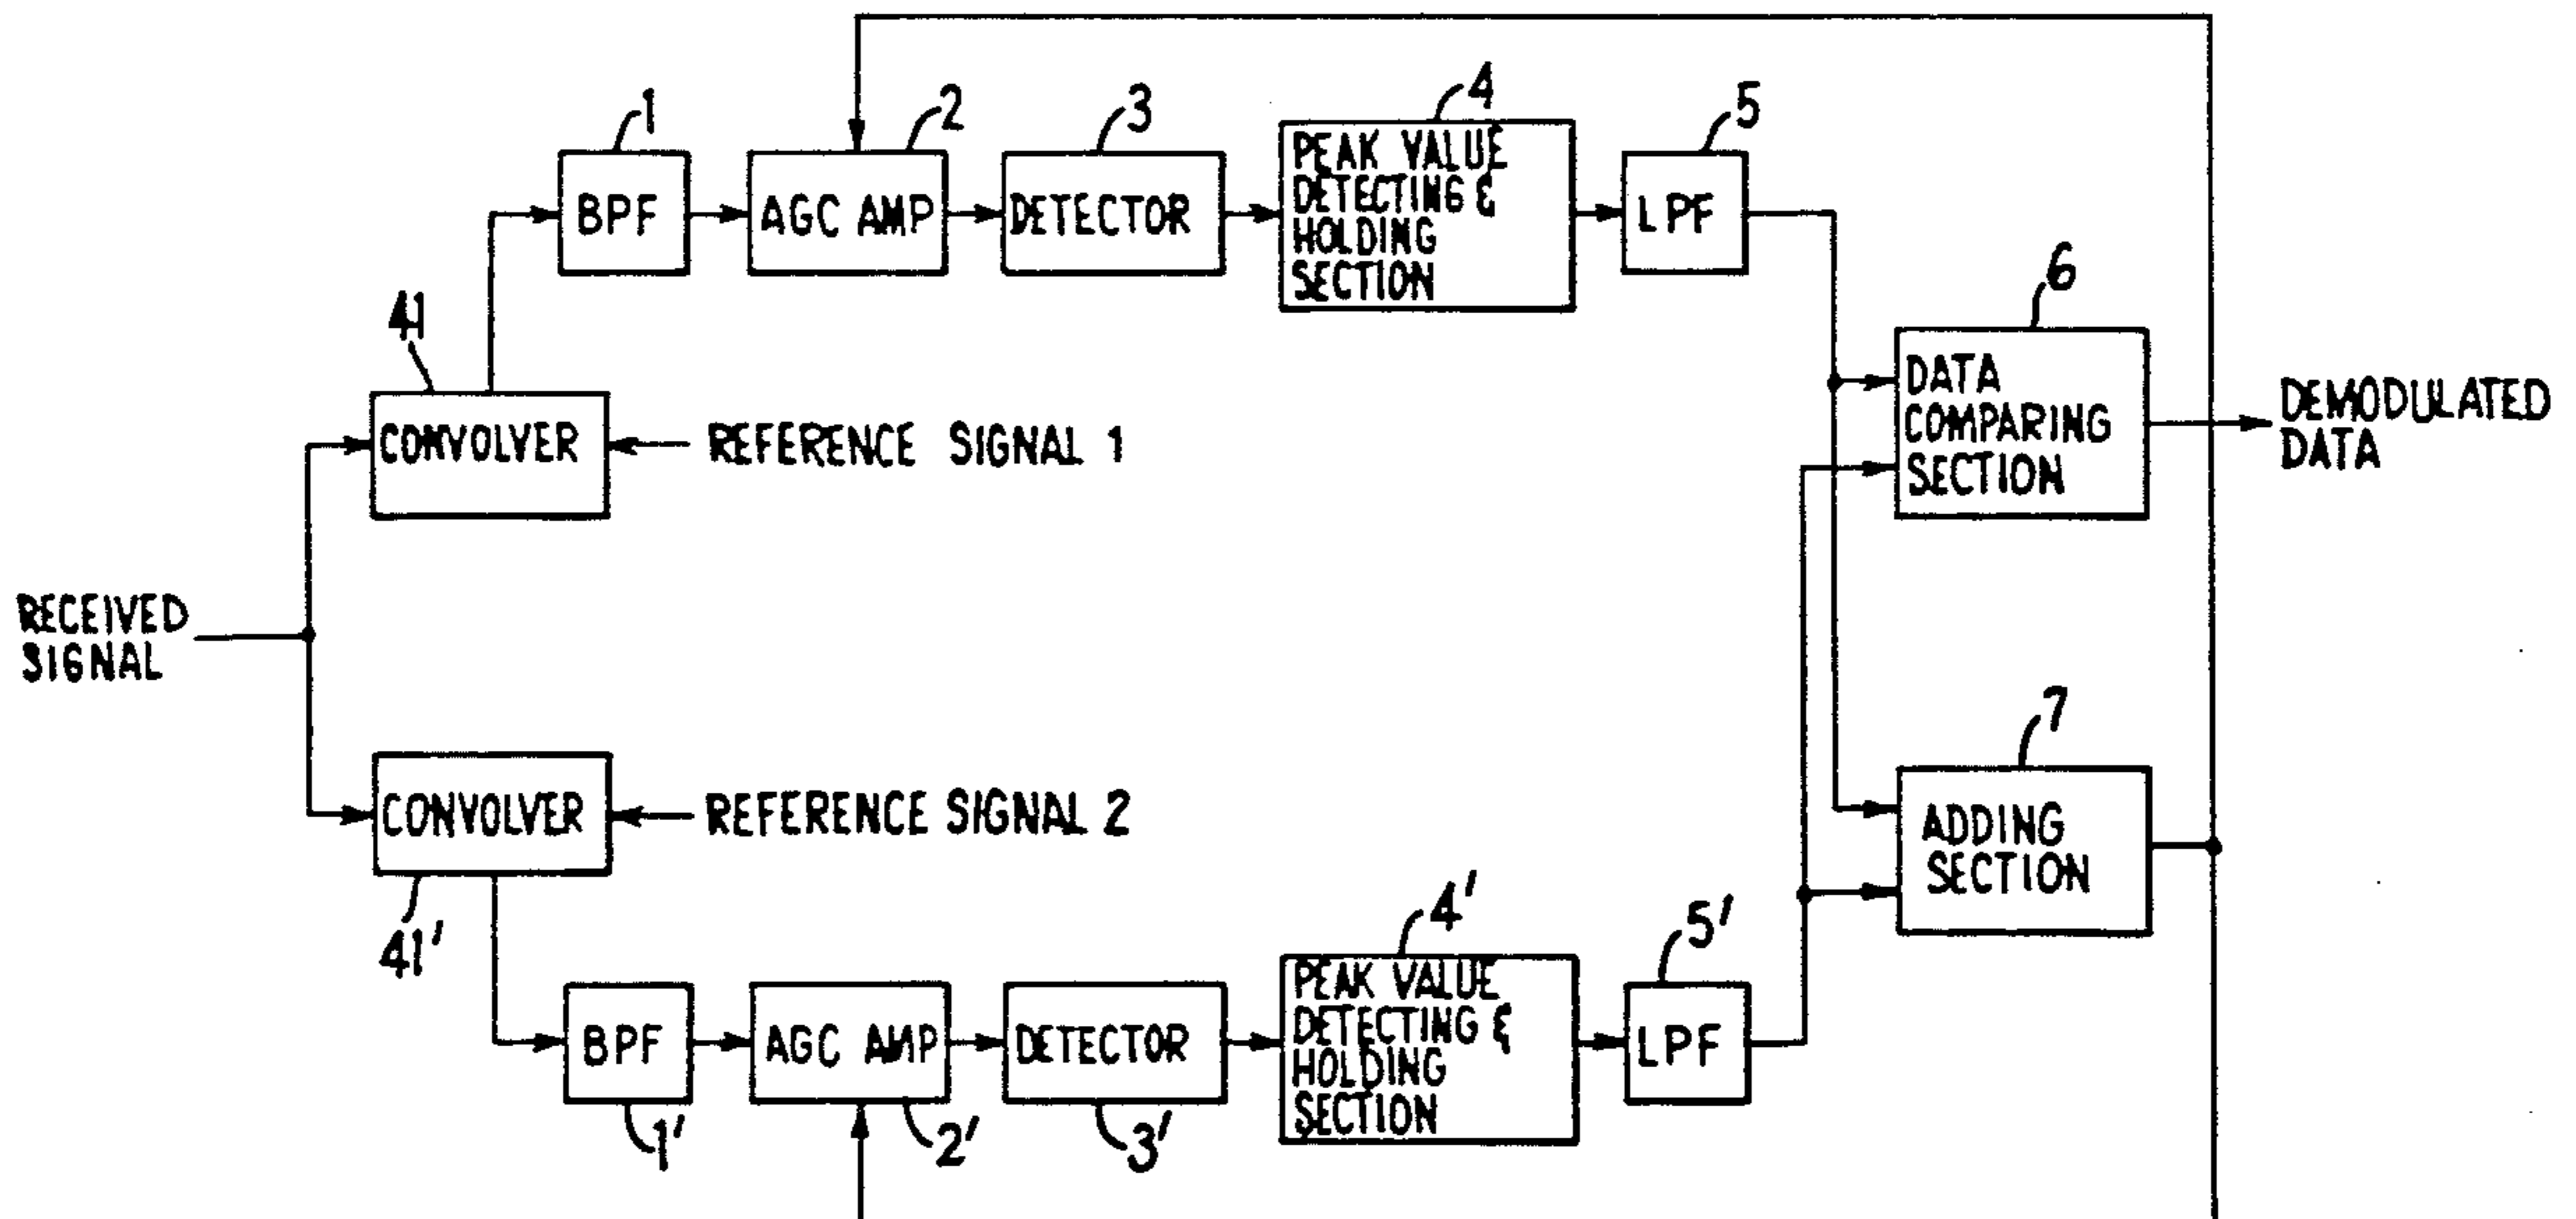 1
2
3
4
5
BPF
AGC AMP
DETECTOR
PEAK VALUE
DETECTING &
HOLDING
SECTION
LPF
41
CONVOLVER
REFERENCE SIGNAL 1
6
DATA
COMPARING
SECTION
DEMODULATED
DATA
RECEIVED
SIGNAL
7
ADDING
SECTION
CONVOLVER
REFERENCE SIGNAL 2
41'
4'
5'
BPF
AGC AMP
DETECTOR
PEAK VALUE
DETECTING &
HOLDING
SECTION
LPF
1'
2'
3'